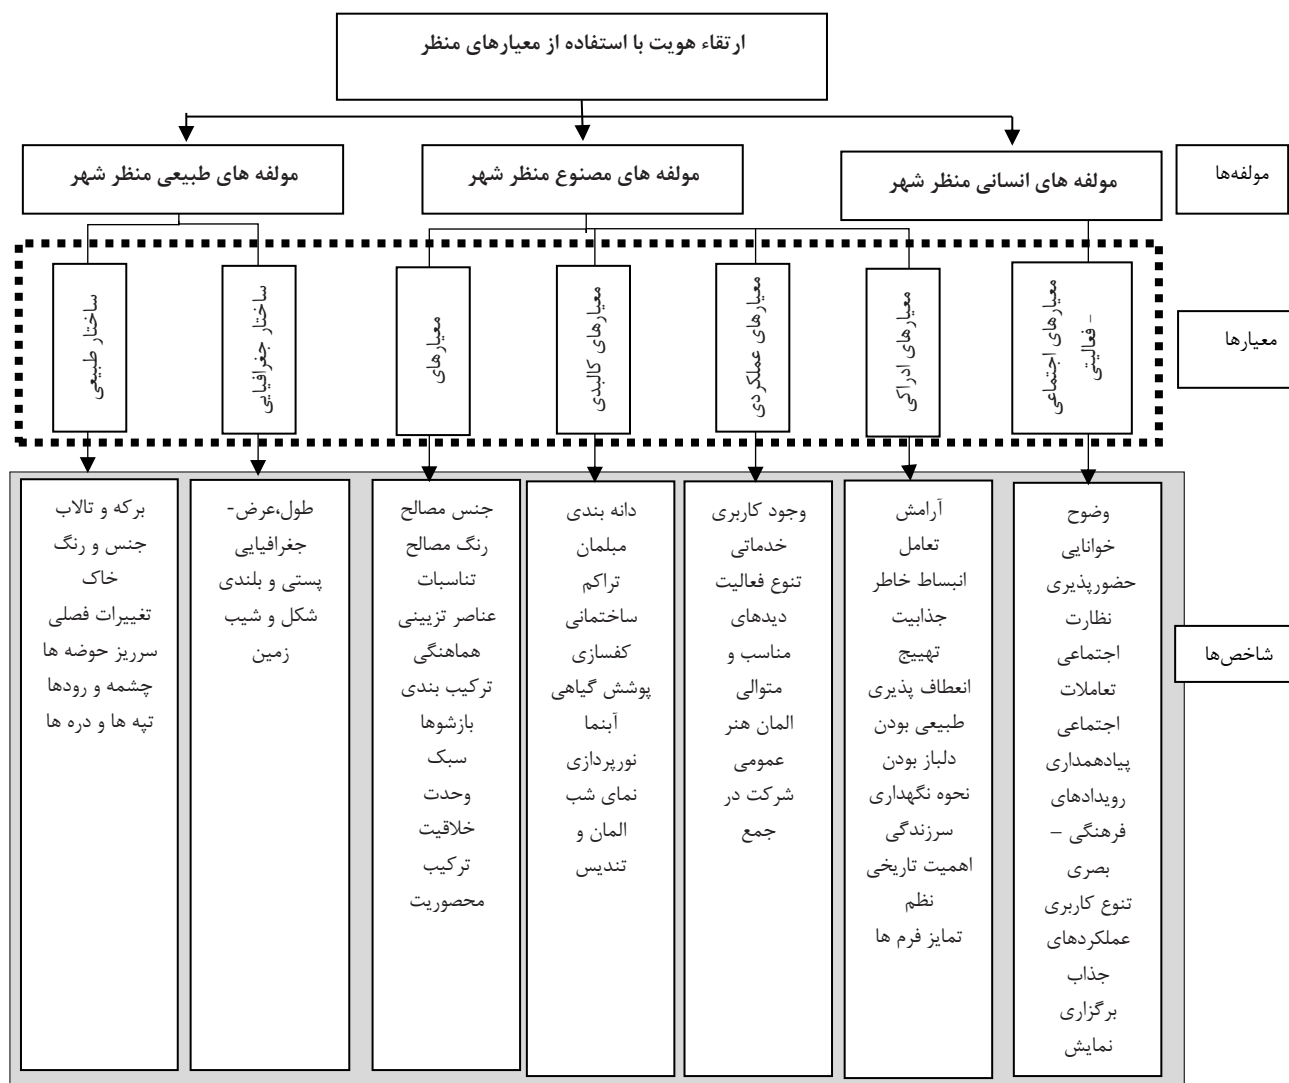 ارتقاء هویت با استفاده از معیارهای منظر
مولفه‌ها
مولفه های انسانی منظر شهر
مولفه های مصنوع منظر شهر
مولفه های طبیعی منظر شهر
معیارها
معیارهای اجتماعی
– فعالیتی
معیارهای ادراکی
معیارهای عملکردی
معیارهای کالبدی
معیارهای
ساختار جغرافیایی
ساختار طبیعی
شاخص‌ها
وضوح
خوانایی
حضورپذیری
نظارت
اجتماعی
تعاملات
اجتماعی
پیادهمداری
رویدادهای
فرهنگی –
بصری
تنوع کاربری
عملکردهای
جذاب
برگزاری
نمایش
آرامش
تعامل
انبساط خاطر
جذابیت
تهییج
انعطاف پذیری
طبیعی بودن
دلباز بودن
نحوه نگهداری
سرزندگی
اهمیت تاریخی
نظم
تمایز فرم ها
وجود کاربری
خدماتی
تنوع فعالیت
دیدهای
مناسب و
متوالی
المان هنر
عمومی
شرکت در
جمع
دانه بندی
مبلمان
تراکم
ساختمانی
کفسازی
پوشش گیاهی
آبنما
نورپردازی
نمای شب
المان و
تندیس
جنس مصالح
رنگ مصالح
تناسبات
عناصر تزیینی
هماهنگی
ترکیب بندی
بازشوها
سبک
وحدت
خلاقیت
ترکیب
محصوریت
طول،عرض-
جغرافیایی
پستی و بلندی
شکل و شیب
زمین
برکه و تالاب
جنس و رنگ
خاک
تغییرات فصلی
سرریز حوضه ها
چشمه و رودها
تپه ها و دره ها